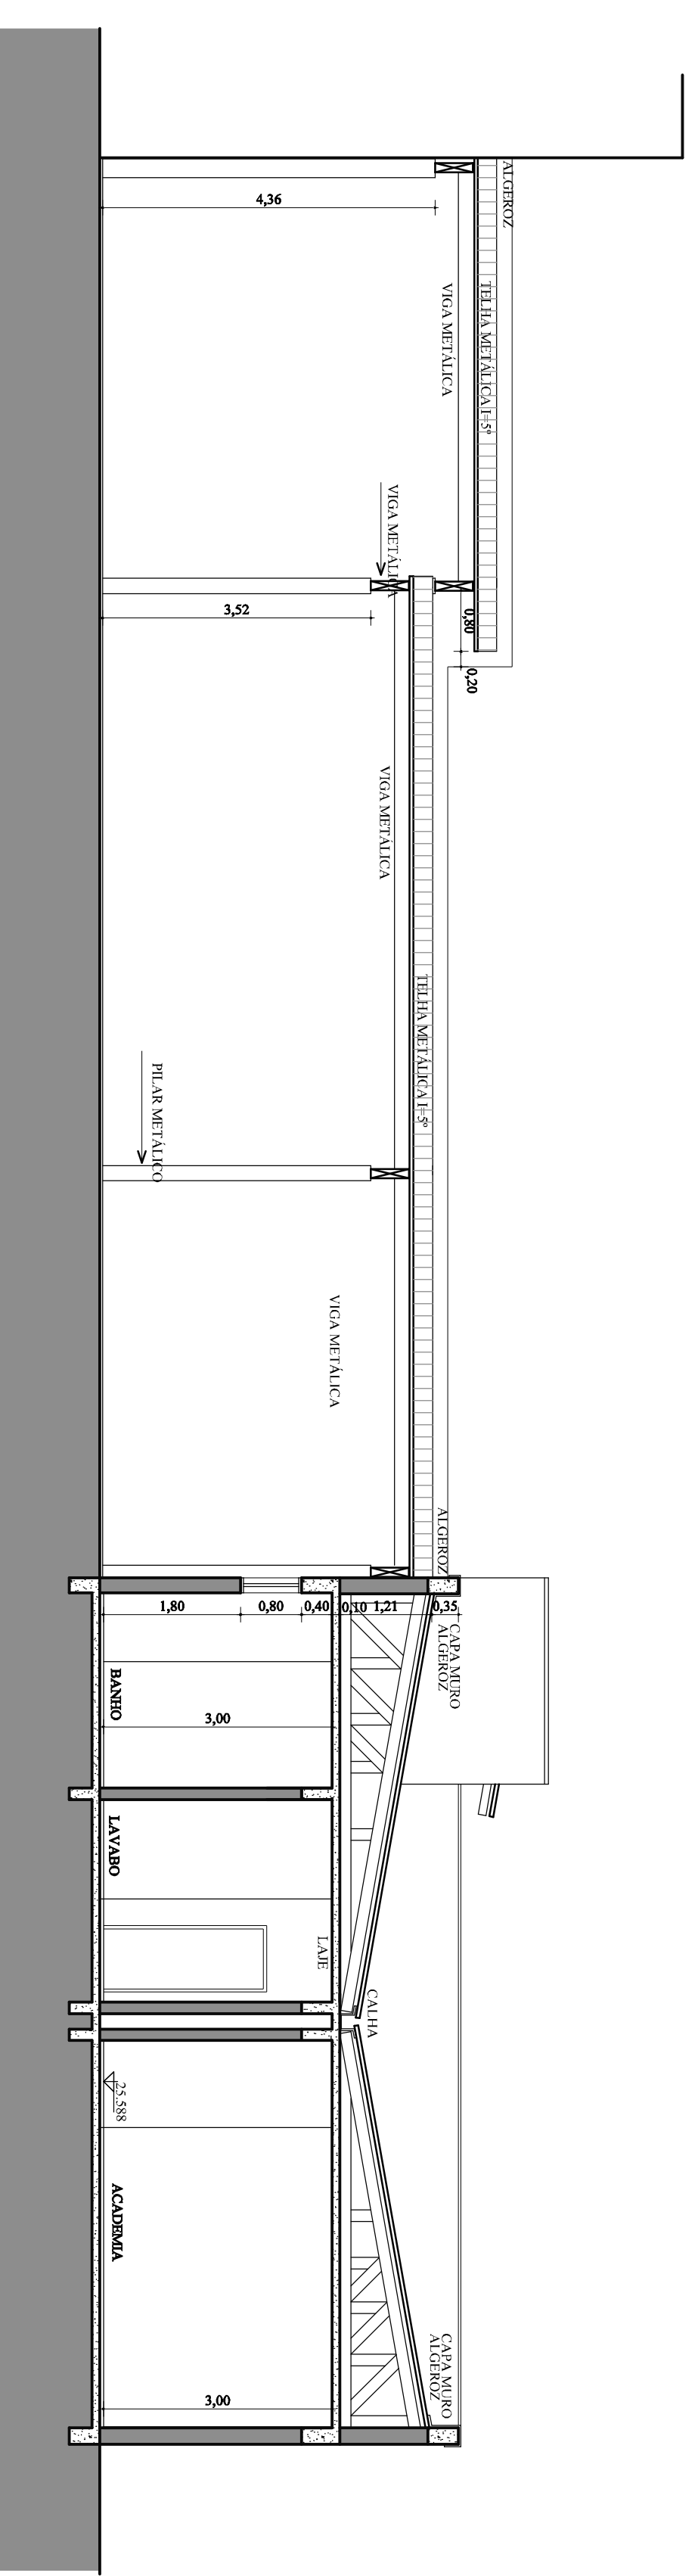 ALGEROZ
TELHA METÁLICA I=5°
VIGA METÁLICA
4,36
VIGA METÁLICA
3,52
0,80
0,20
VIGA METÁLICA
TELHA METÁLICA I=5°
PILAR METÁLICO
VIGA METÁLICA
ALGEROZ
1,80
0,80
0,40
0,10
1,21
0,35
CAPA MURO
ALGEROZ
BANHO
3,00
LAVABO
LAJE
CALHA
25.588
ACADEMIA
CAPA MURO
ALGEROZ
3,00